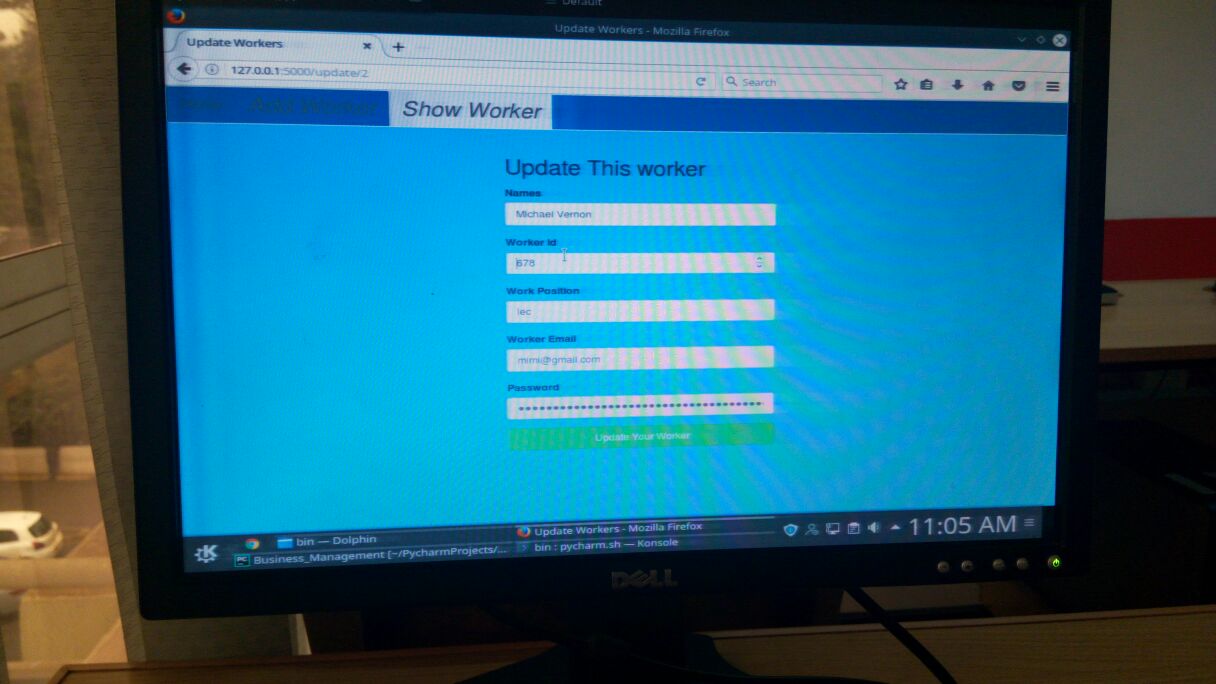 Default
Update Workers - Mozilla Firefox
Update Workers
127.0.0.1:5000/update/2
Search
Add Worker
Show Worker
Update This worker
Names
Michael Vernon
Worker Id
678
Work Position
lec
Worker Email
mimi@gmail.com
Password
Update Your Worker
bin — Dolphin
Update Workers - Mozilla Firefox
11:05 AM
Business_Management [~/PycharmProjects/...
bin : pycharm.sh — Konsole
DELL